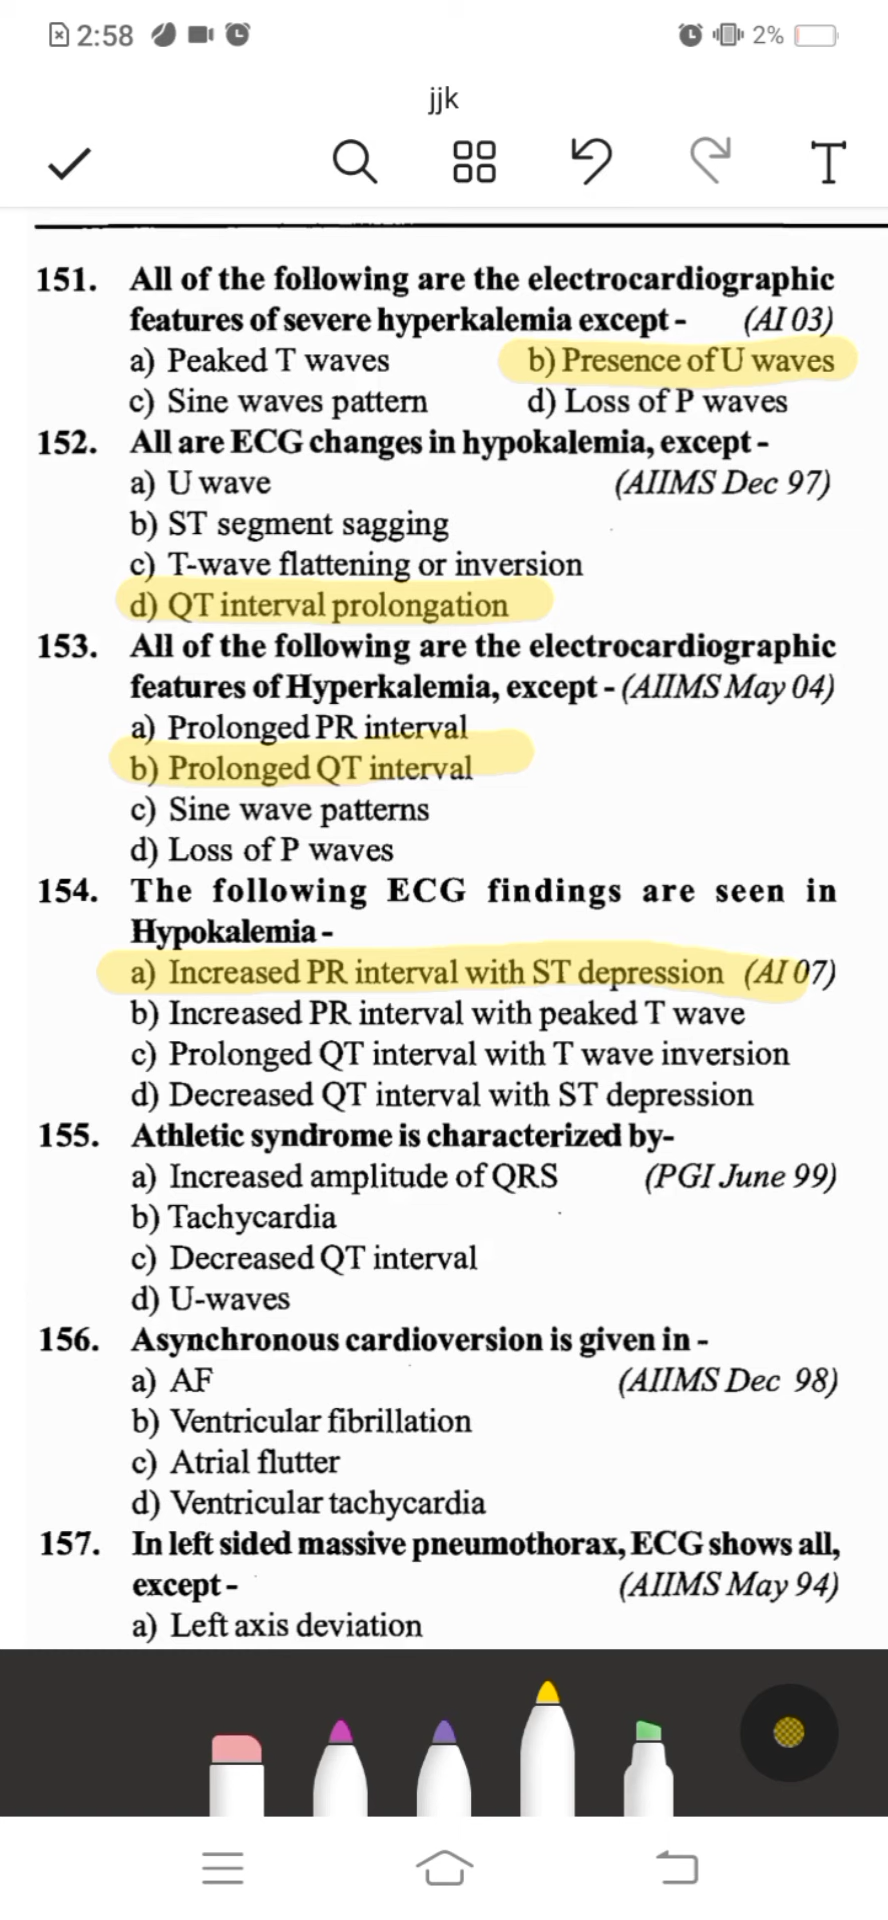 2:58
2%
jjk
T
151. All of the following are the electrocardiographic
features of severe hyperkalemia except - (AI 03)
a) Peaked T waves b) Presence of U waves
c) Sine waves pattern d) Loss of P waves
152. All are ECG changes in hypokalemia, except -
a) U wave (AIIMS Dec 97)
b) ST segment sagging
c) T-wave flattening or inversion
d) QT interval prolongation
153. All of the following are the electrocardiographic
features of Hyperkalemia, except - (AIIMS May 04)
a) Prolonged PR interval
b) Prolonged QT interval
c) Sine wave patterns
d) Loss of P waves
154. The following ECG findings are seen in
Hypokalemia -
a) Increased PR interval with ST depression (AI 07)
b) Increased PR interval with peaked T wave
c) Prolonged QT interval with T wave inversion
d) Decreased QT interval with ST depression
155. Athletic syndrome is characterized by-
a) Increased amplitude of QRS (PGI June 99)
b) Tachycardia
c) Decreased QT interval
d) U-waves
156. Asynchronous cardioversion is given in -
a) AF (AIIMS Dec 98)
b) Ventricular fibrillation
c) Atrial flutter
d) Ventricular tachycardia
157. In left sided massive pneumothorax, ECG shows all,
except - (AIIMS May 94)
a) Left axis deviation